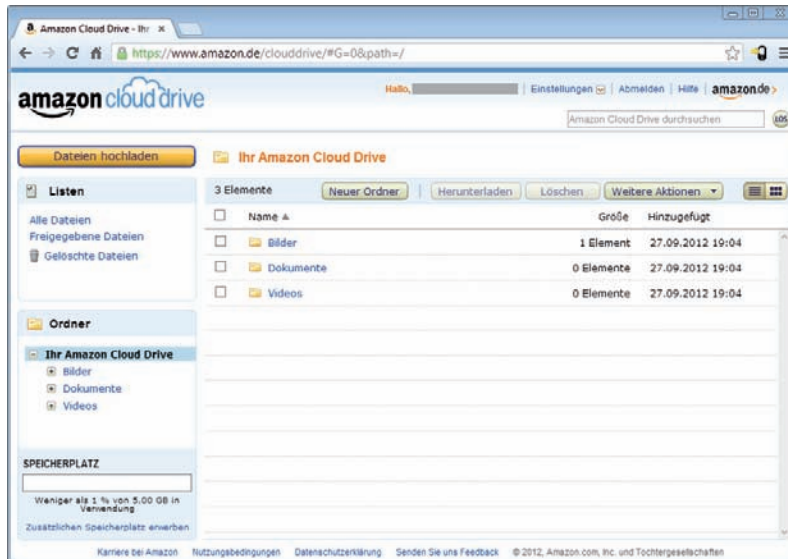 Amazon Cloud Drive - Ihr
https://www.amazon.de/clouddrive/#G=0&path=/
amazon cloud drive
Hallo,
Einstellungen | Abmelden | Hilfe | amazon.de
Amazon Cloud Drive durchsuchen
LOS
Dateien hochladen
Ihr Amazon Cloud Drive
Listen
3 Elemente
Neuer Ordner | Herunterladen Löschen Weitere Aktionen
Name Größe Hinzugefügt
Alle Dateien
Freigegebene Dateien
Gelöschte Dateien
Bilder 1 Element 27.09.2012 19:04
Dokumente 0 Elemente 27.09.2012 19:04
Videos 0 Elemente 27.09.2012 19:04
Ordner
Ihr Amazon Cloud Drive
Bilder
Dokumente
Videos
SPEICHERPLATZ
Weniger als 1 % von 5.00 GB in
Verwendung
Zusätzlichen Speicherplatz erwerben
Karriere bei Amazon Nutzungsbedingungen Datenschutzerklärung Senden Sie uns Feedback © 2012, Amazon.com, Inc. und Tochtergesellschaften